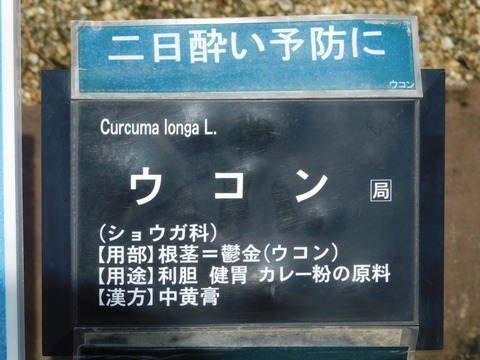 二日酔い予防に
ウコン
Curcuma longa L.
ウコン 局
(ショウガ科)
【用部】根茎=鬱金(ウコン)
【用途】利胆 健胃 カレー粉の原料
【漢方】中黄膏